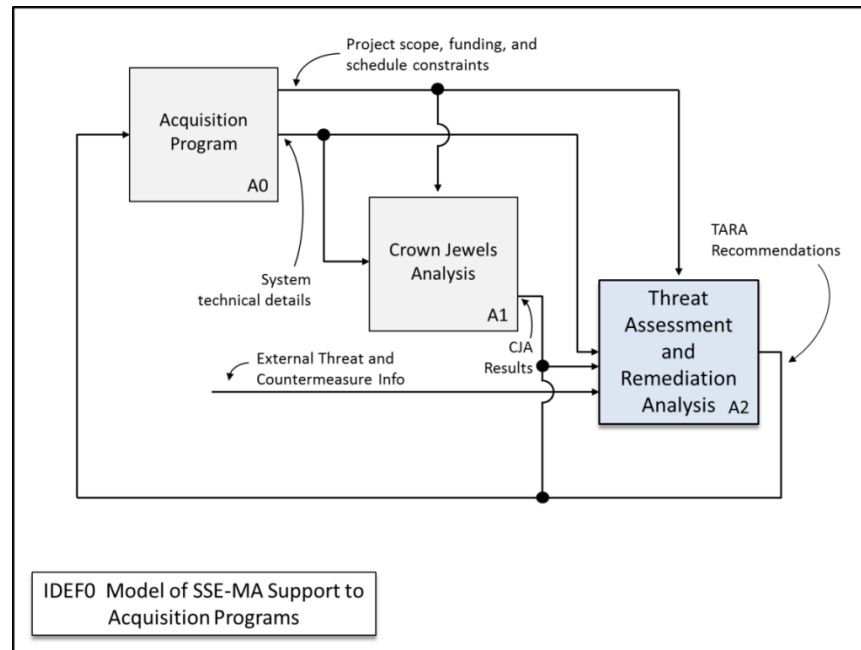 Project scope, funding, and
schedule constraints
Acquisition
Program
A0
System
technical details
Crown Jewels
Analysis
A1
CJA
Results
External Threat and
Countermeasure Info
Threat
Assessment
and
Remediation
Analysis
A2
TARA
Recommendations
IDEF0 Model of SSE-MA Support to
Acquisition Programs